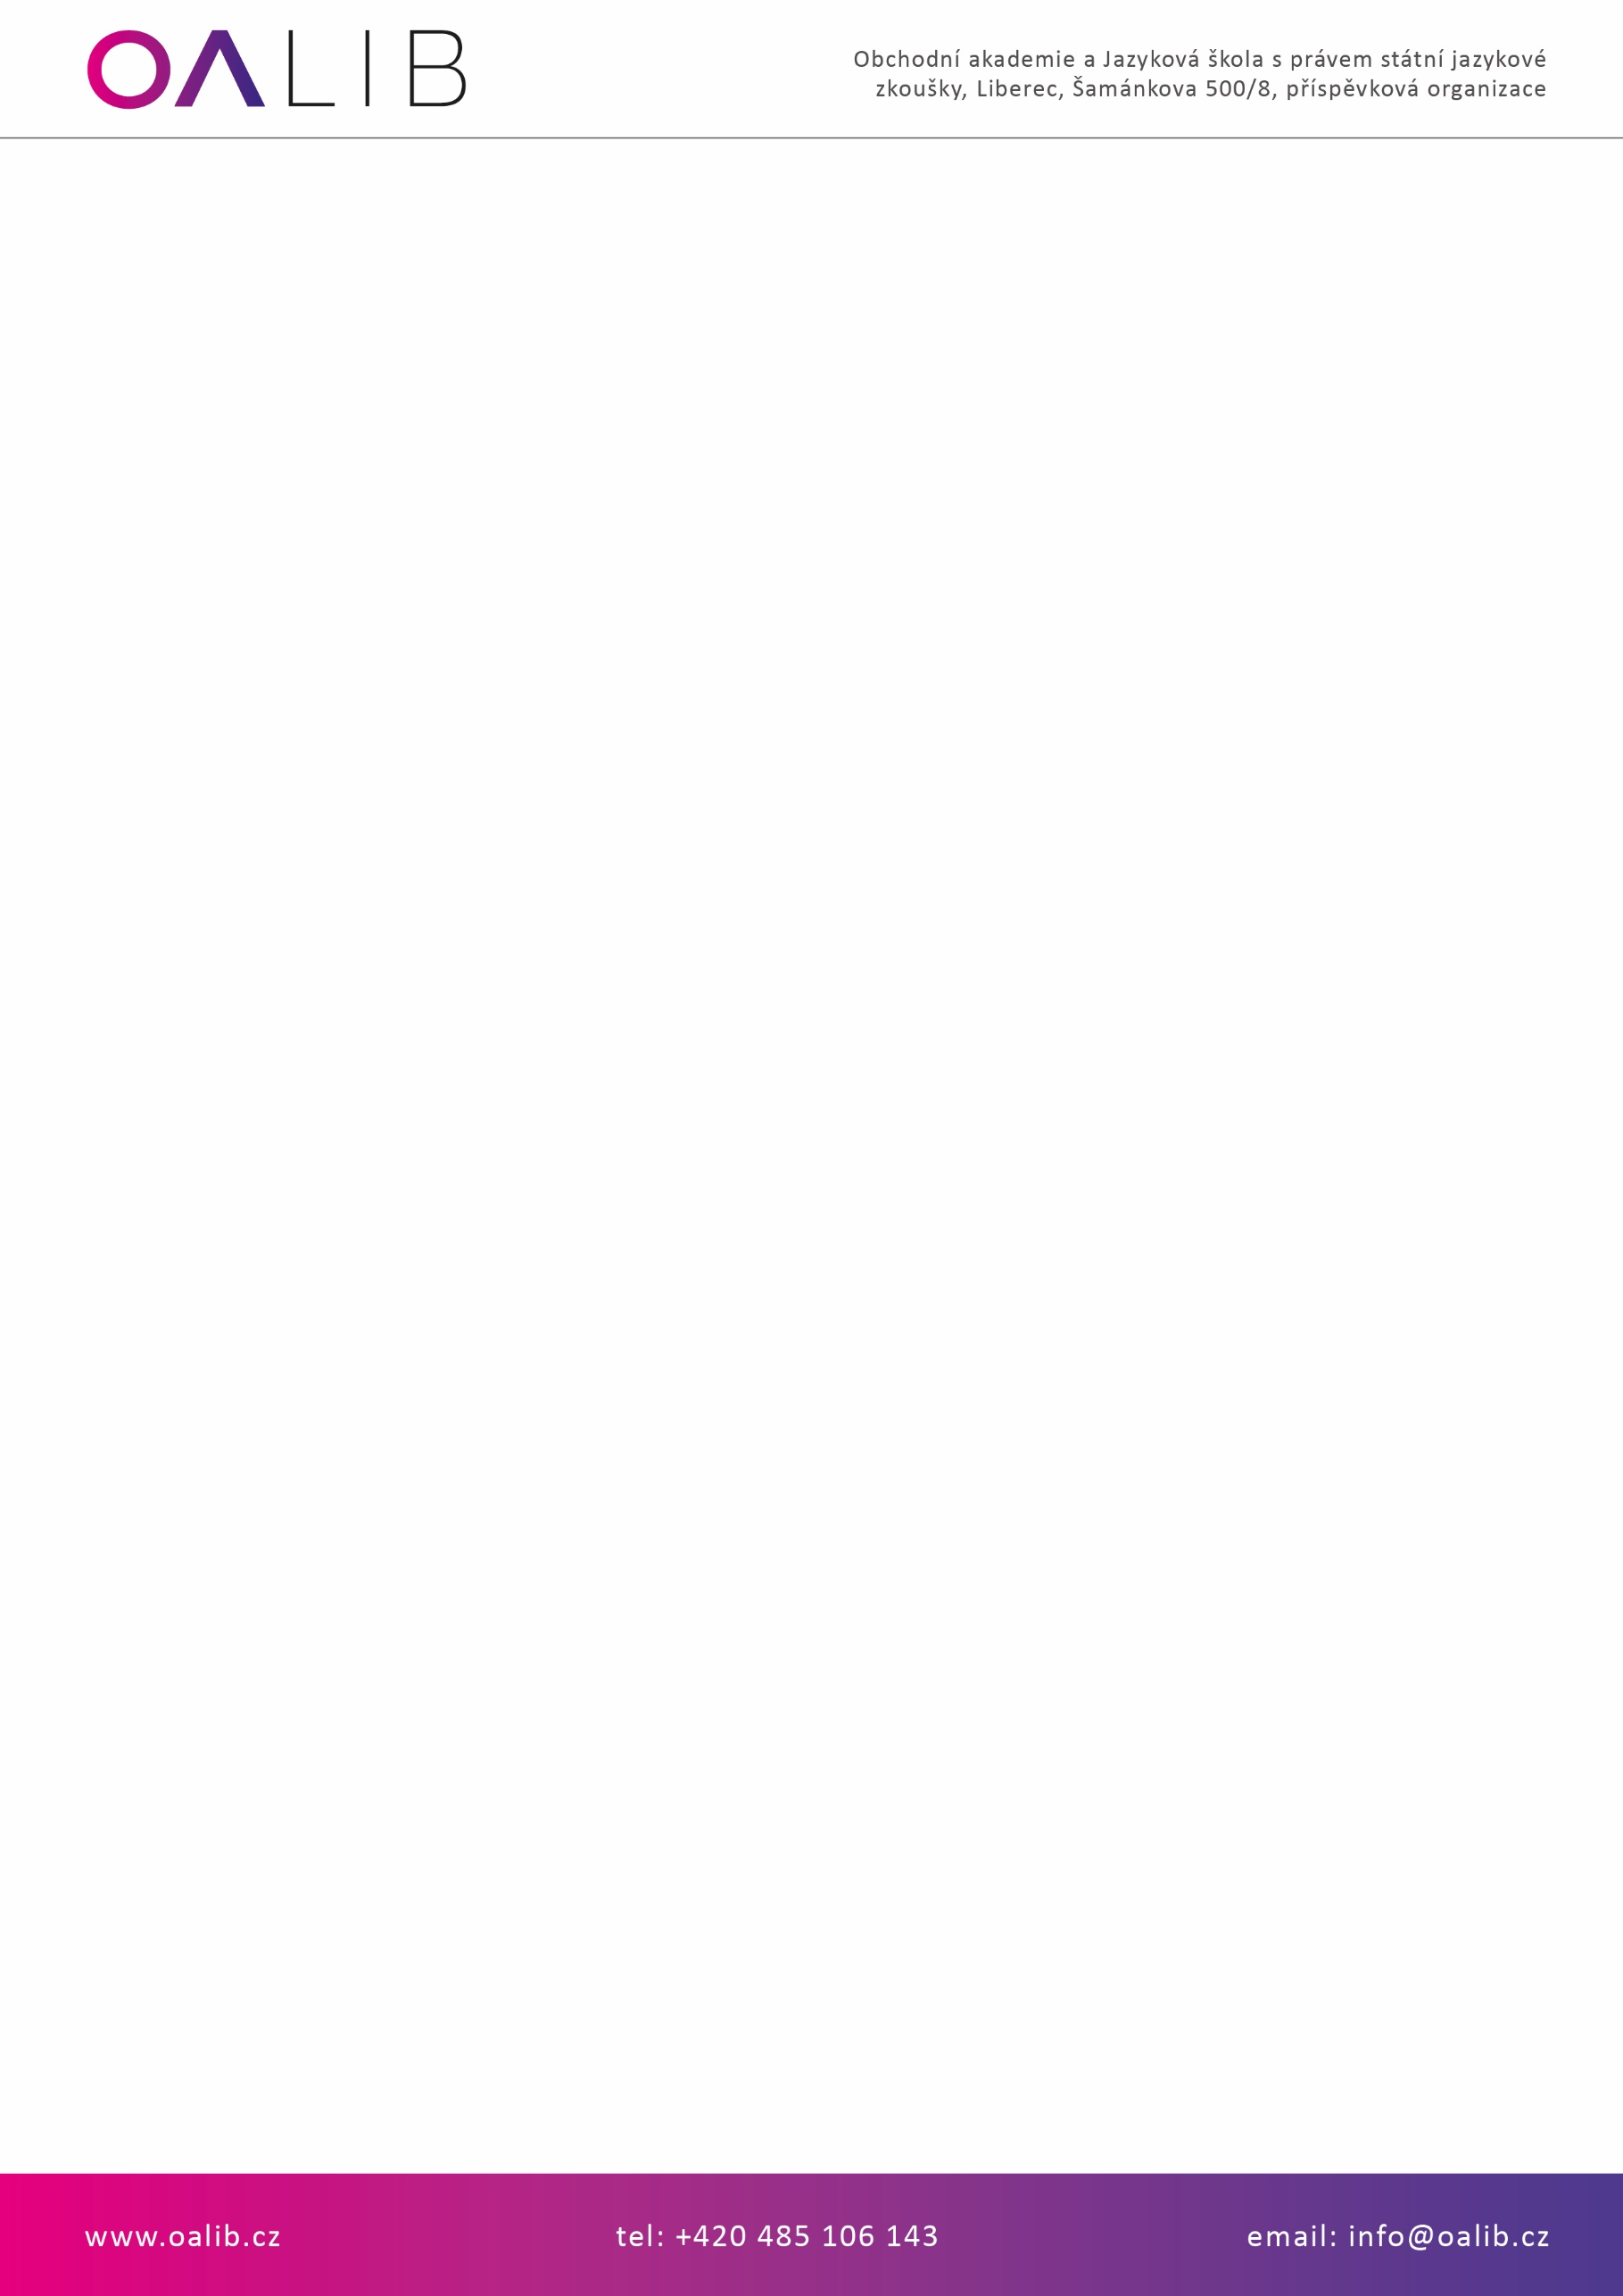 OALIB
Obchodní akademie a Jazyková škola s právem státní jazykové
zkoušky, Liberec, Šamánkova 500/8, příspěvková organizace
www.oalib.cz
tel: +420 485 106 143
email: info@oalib.cz